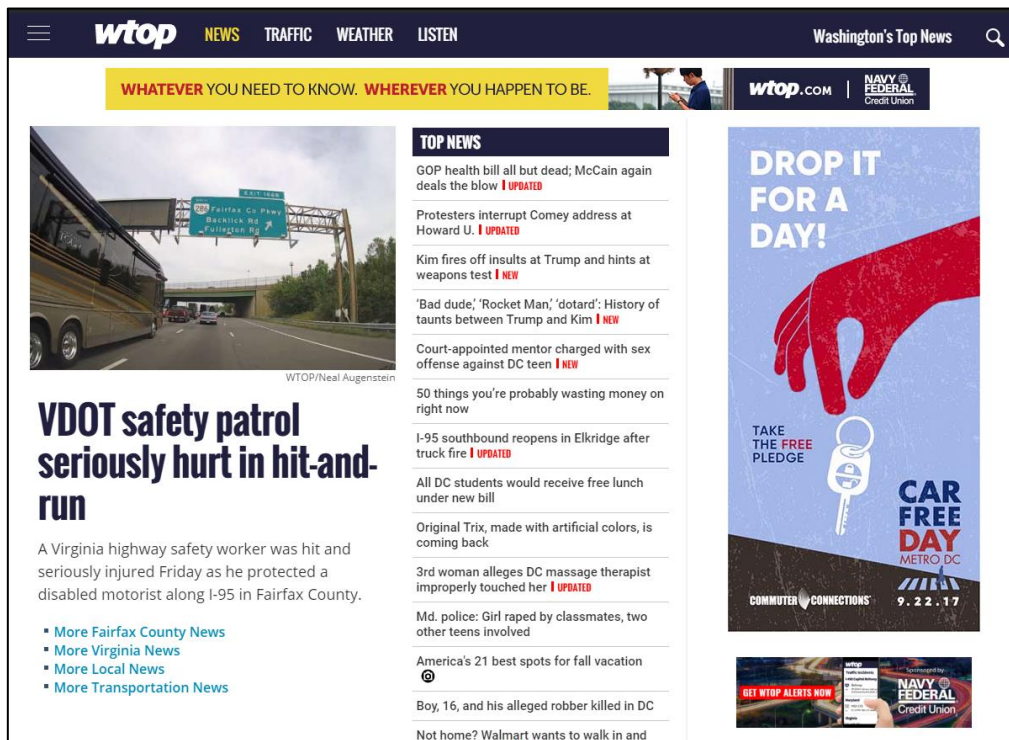 wtop NEWS TRAFFIC WEATHER LISTEN Washington's Top News
WHATEVER YOU NEED TO KNOW. WHEREVER YOU HAPPEN TO BE. wtop.COM | NAVY FEDERAL Credit Union
EXIT 166B
286 Fairfax Co Pkwy
Backlick Rd
Fullerton Rd
WTOP/Neal Augenstein
VDOT safety patrol
seriously hurt in hit-and-
run
A Virginia highway safety worker was hit and
seriously injured Friday as he protected a
disabled motorist along I-95 in Fairfax County.
More Fairfax County News
More Virginia News
More Local News
More Transportation News
TOP NEWS
GOP health bill all but dead; McCain again
deals the blow UPDATED
Protesters interrupt Comey address at
Howard U. UPDATED
Kim fires off insults at Trump and hints at
weapons test NEW
'Bad dude,' 'Rocket Man,' 'dotard': History of
taunts between Trump and Kim NEW
Court-appointed mentor charged with sex
offense against DC teen NEW
50 things you're probably wasting money on
right now
I-95 southbound reopens in Elkridge after
truck fire UPDATED
All DC students would receive free lunch
under new bill
Original Trix, made with artificial colors, is
coming back
3rd woman alleges DC massage therapist
improperly touched her UPDATED
Md. police: Girl raped by classmates, two
other teens involved
America's 21 best spots for fall vacation
Boy, 16, and his alleged robber killed in DC
Not home? Walmart wants to walk in and
DROP IT
FOR A
DAY!
TAKE
THE FREE
PLEDGE
CAR
FREE
DAY
METRO DC
COMMUTER CONNECTIONS
9.22.17
GET WTOP ALERTS NOW
wtop
Sponsored by
NAVY
FEDERAL
Credit Union